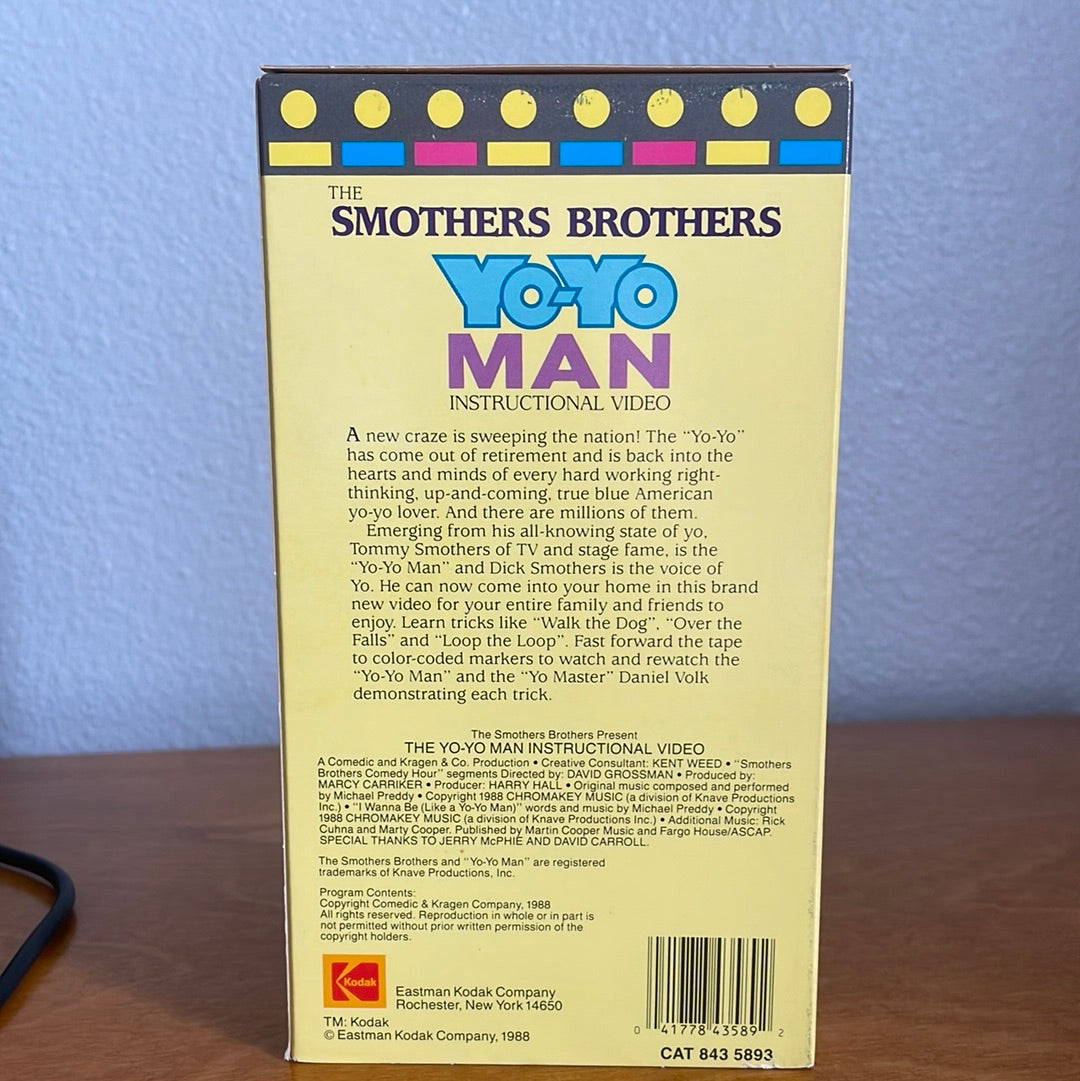 THE
SMOTHERS BROTHERS
YO-YO
MAN
INSTRUCTIONAL VIDEO
A new craze is sweeping the nation! The "Yo-Yo"
has come out of retirement and is back into the
hearts and minds of every hard working right-
thinking, up-and-coming, true blue American
yo-yo lover. And there are millions of them.
Emerging from his all-knowing state of yo,
Tommy Smothers of TV and stage fame, is the
"Yo-Yo Man" and Dick Smothers is the voice of
Yo. He can now come into your home in this brand
new video for your entire family and friends to
enjoy. Learn tricks like "Walk the Dog", "Over the
Falls" and "Loop the Loop". Fast forward the tape
to color-coded markers to watch and rewatch the
"Yo-Yo Man" and the "Yo Master" Daniel Volk
demonstrating each trick.
The Smothers Brothers Present
THE YO-YO MAN INSTRUCTIONAL VIDEO
A Comedic and Kragen & Co. Production • Creative Consultant: KENT WEED • "Smothers
Brothers Comedy Hour" segments Directed by: DAVID GROSSMAN • Produced by:
MARCY CARRIKER • Producer: HARRY HALL • Original music composed and performed
by Michael Preddy • Copyright 1988 CHROMAKEY MUSIC (a division of Knave Productions
Inc.) • "I Wanna Be (Like a Yo-Yo Man)" words and music by Michael Preddy • Copyright
1988 CHROMAKEY MUSIC (a division of Knave Productions Inc.) • Additional Music: Rick
Cuhna and Marty Cooper. Published by Martin Cooper Music and Fargo House/ASCAP.
SPECIAL THANKS TO JERRY McPHIE AND DAVID CARROLL.
The Smothers Brothers and "Yo-Yo Man" are registered
trademarks of Knave Productions, Inc.
Program Contents:
Copyright Comedic & Kragen Company, 1988
All rights reserved. Reproduction in whole or in part is
not permitted without prior written permission of the
copyright holders.
Kodak
Eastman Kodak Company
Rochester, New York 14650
TM: Kodak
© Eastman Kodak Company, 1988
0 41778 43589 2
CAT 843 5893